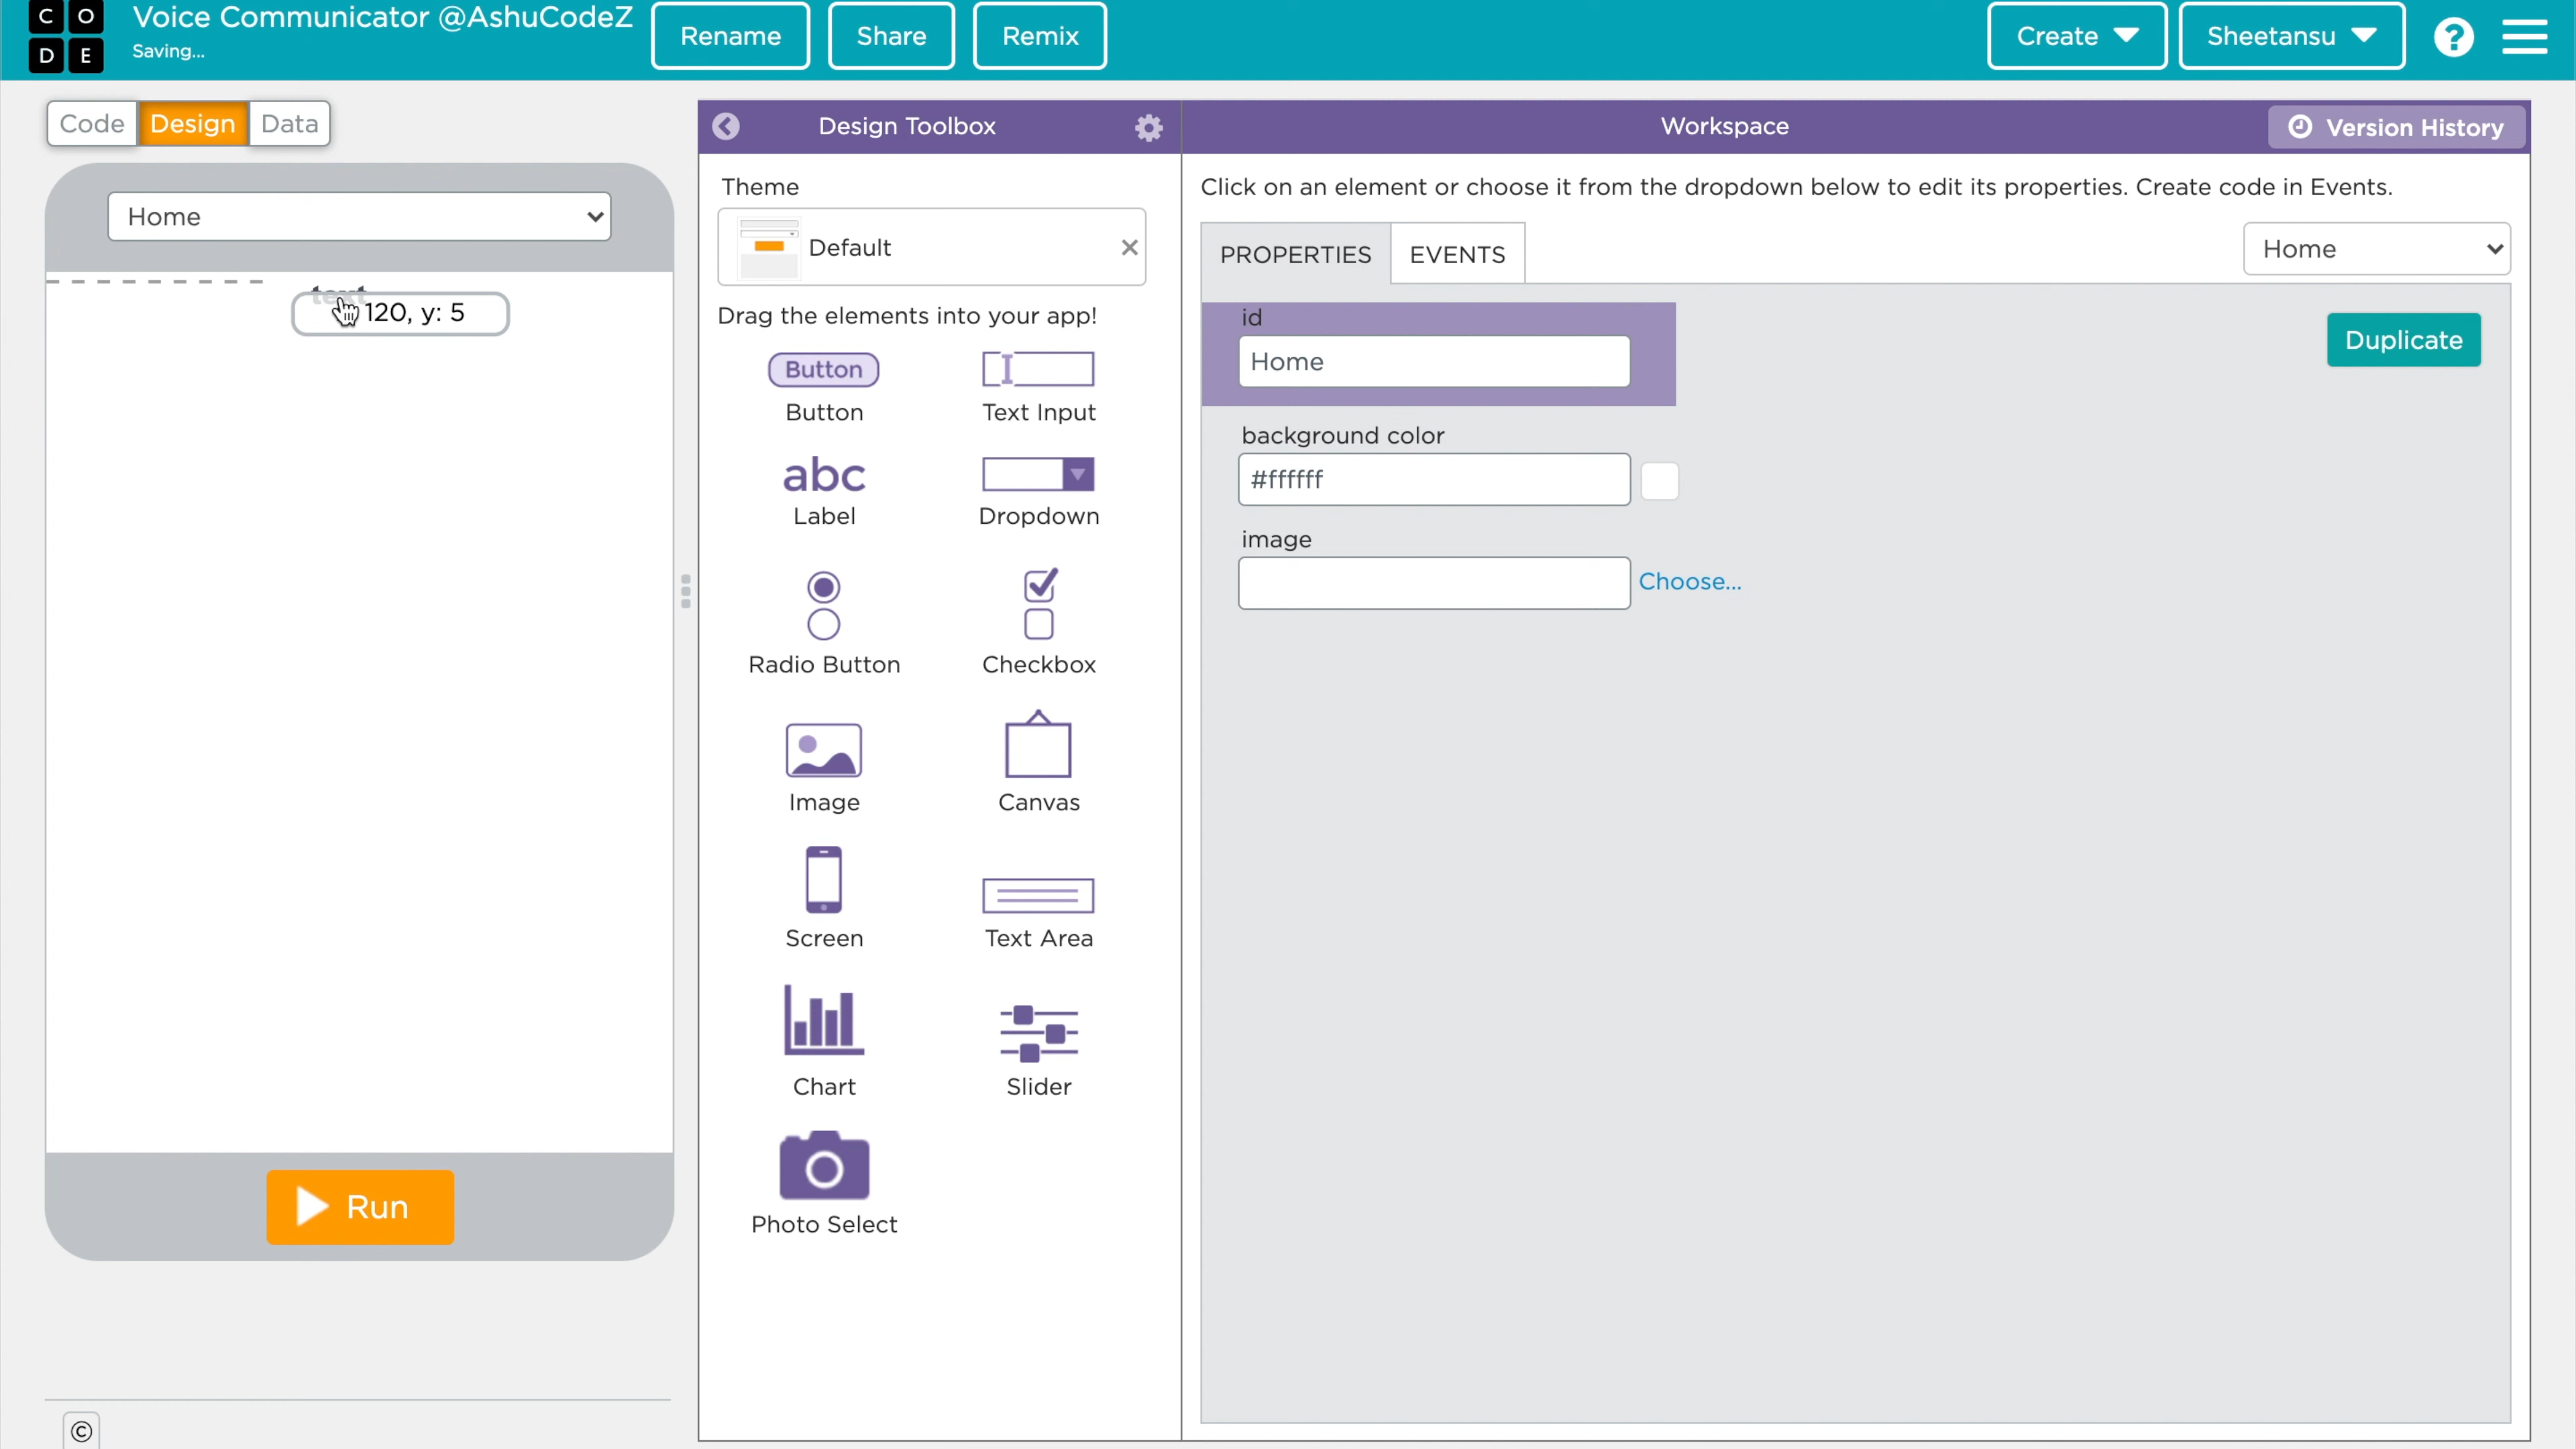 CODE
Voice Communicator @AshuCodeZ
Saving...
Rename
Share
Remix
Create
Sheetansu
?
Code
Design
Data
Home
text
120, y: 5
Run
©
Design Toolbox
Theme
Default
Drag the elements into your app!
Button
Button
Text Input
abc
Label
Dropdown
Radio Button
Checkbox
Image
Canvas
Screen
Text Area
Chart
Slider
Photo Select
Workspace
Version History
Click on an element or choose it from the dropdown below to edit its properties. Create code in Events.
PROPERTIES
EVENTS
Home
id
Home
Duplicate
background color
#ffffff
image
Choose...